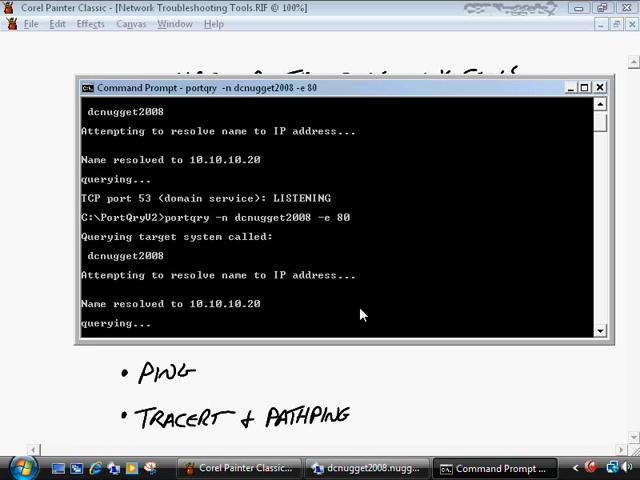 Corel Painter Classic - [Network Troubleshooting Tools.RIF @ 100%]
File Edit Effects Canvas Window Help
Command Prompt - portqry -n dcnugget2008 -e 80
dcnugget2008
Attempting to resolve name to IP address...
Name resolved to 10.10.10.20
querying...
TCP port 53 (domain service): LISTENING
C:\PortQryV2>portqry -n dcnugget2008 -e 80
Querying target system called:
dcnugget2008
Attempting to resolve name to IP address...
Name resolved to 10.10.10.20
querying...
• PING
• TRACERT & PATHPING
Corel Painter Classic... dcnugget2008.nugg... Command Prompt ...